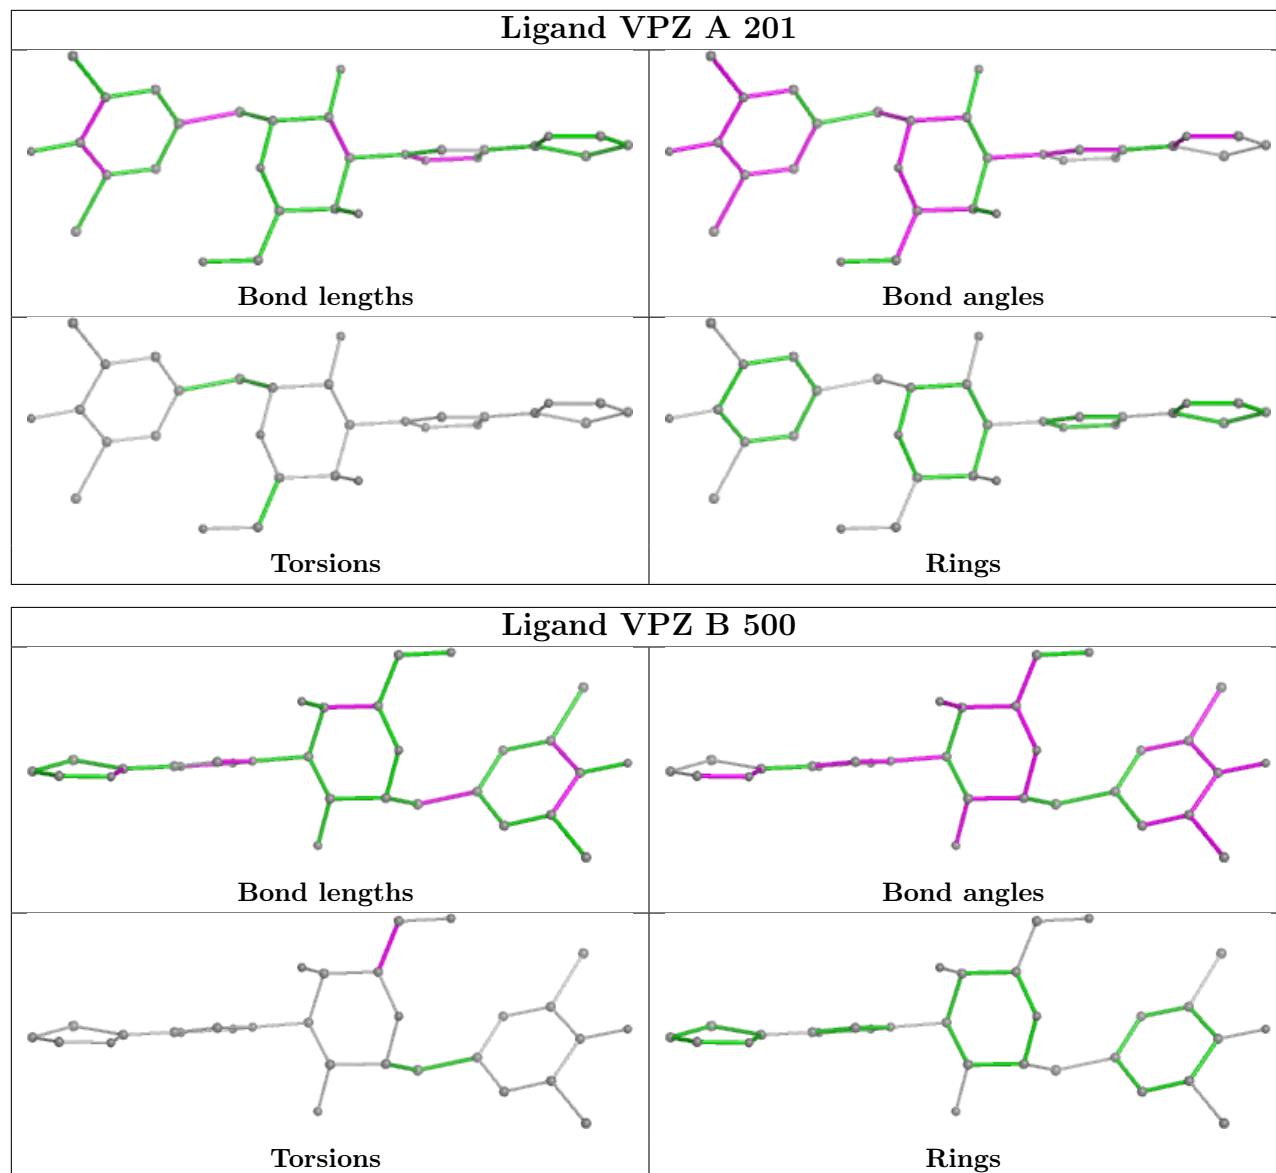 Ligand VPZ A 201
Bond lengths
Bond angles
Torsions
Rings
Ligand VPZ B 500
Bond lengths
Bond angles
Torsions
Rings